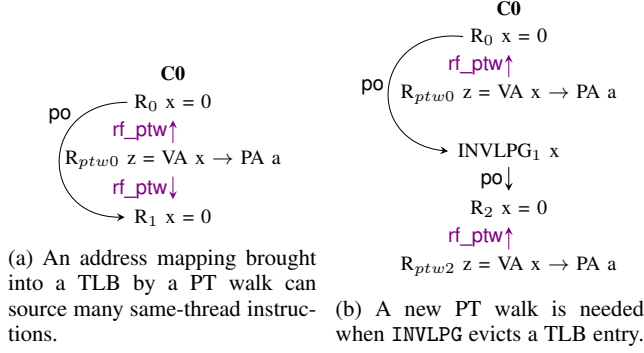 C0
R0 x = 0
po
rf_ptw
Rptw0 z = VA x → PA a
rf_ptw
R1 x = 0
(a) An address mapping brought
into a TLB by a PT walk can
source many same-thread instruc-
tions.
C0
R0 x = 0
rf_ptw
po
Rptw0 z = VA x → PA a
INVLPG1 x
po
R2 x = 0
rf_ptw
Rptw2 z = VA x → PA a
(b) A new PT walk is needed
when INVLPG evicts a TLB entry.